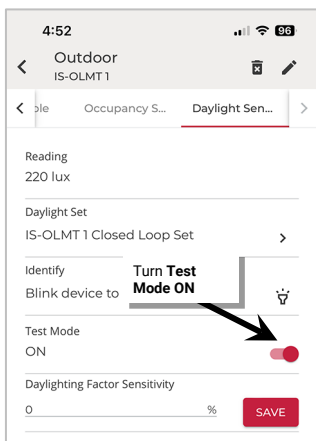 4:52
96
Outdoor
IS-OLMT 1
ble Occupancy S... Daylight Sen...
Reading
220 lux
Daylight Set
IS-OLMT 1 Closed Loop Set
Identify
Blink device to
Turn Test
Mode ON
Test Mode
ON
Daylighting Factor Sensitivity
0 % SAVE